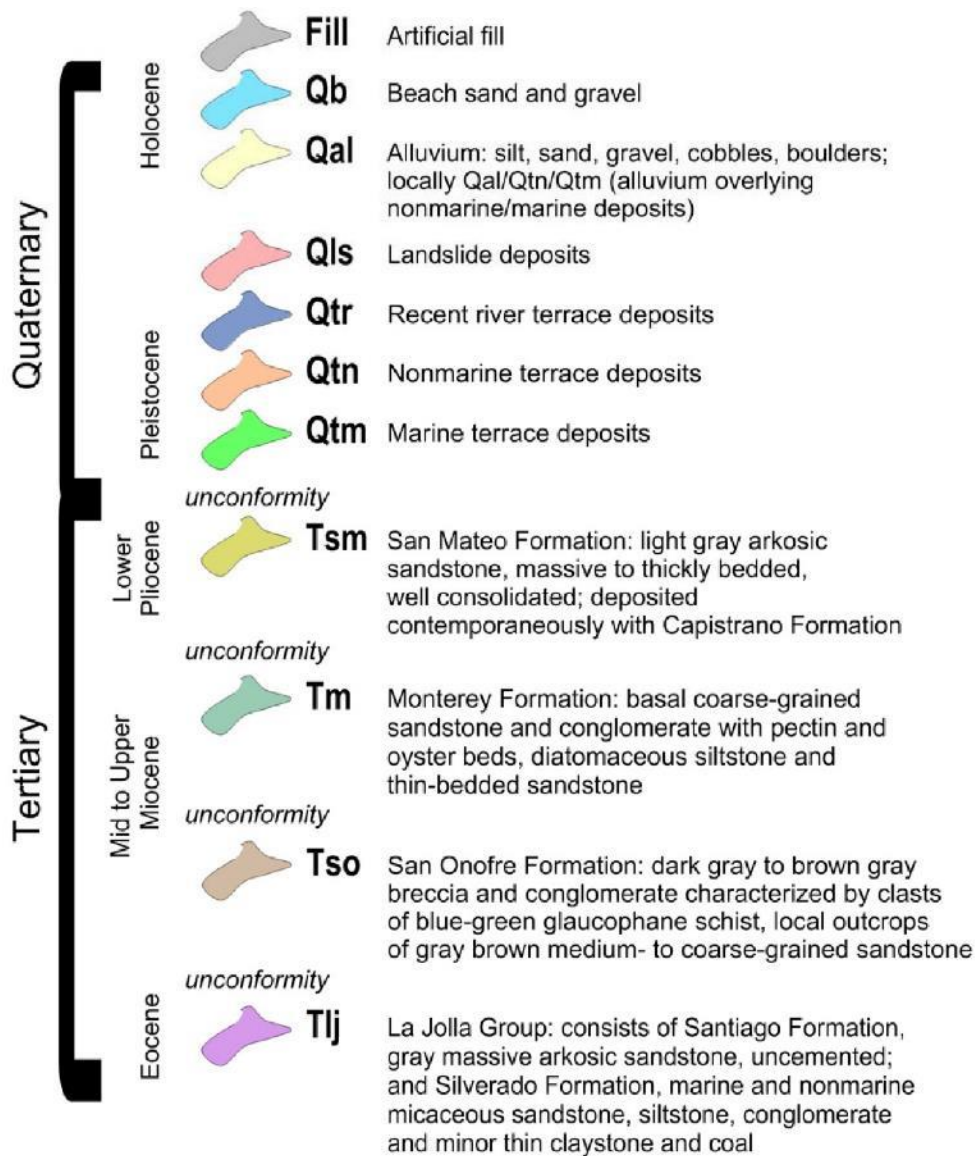 Fill Artificial fill
Qb Beach sand and gravel
Holocene
Qal Alluvium: silt, sand, gravel, cobbles, boulders;
locally Qal/Qtn/Qtm (alluvium overlying
nonmarine/marine deposits)
Quaternary
Qls Landslide deposits
Qtr Recent river terrace deposits
Pleistocene
Qtn Nonmarine terrace deposits
Qtm Marine terrace deposits
unconformity
Lower
Pliocene
Tsm San Mateo Formation: light gray arkosic
sandstone, massive to thickly bedded,
well consolidated; deposited
contemporaneously with Capistrano Formation
unconformity
Tertiary
Mid to Upper
Miocene
Tm Monterey Formation: basal coarse-grained
sandstone and conglomerate with pectin and
oyster beds, diatomaceous siltstone and
thin-bedded sandstone
unconformity
Tso San Onofre Formation: dark gray to brown gray
breccia and conglomerate characterized by clasts
of blue-green glaucophane schist, local outcrops
of gray brown medium- to coarse-grained sandstone
unconformity
Eocene
Tlj La Jolla Group: consists of Santiago Formation,
gray massive arkosic sandstone, uncemented;
and Silverado Formation, marine and nonmarine
micaceous sandstone, siltstone, conglomerate
and minor thin claystone and coal